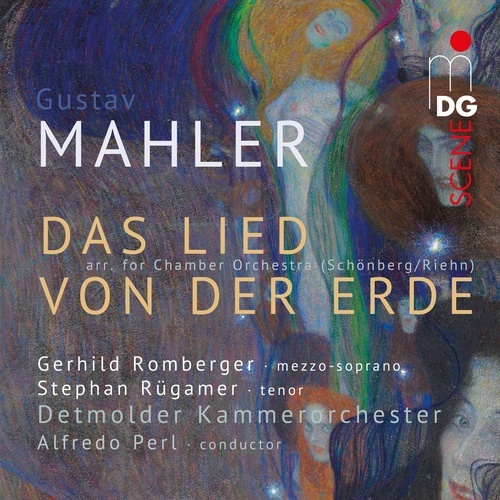 Gustav
MAHLER
m
DG
SCENE
DAS LIED
arr. for Chamber Orchestra (Schönberg/Riehn)
VON DER ERDE
Gerhild Romberger · mezzo-soprano
Stephan Rügamer · tenor
Detmolder Kammerorchester
Alfredo Perl · conductor